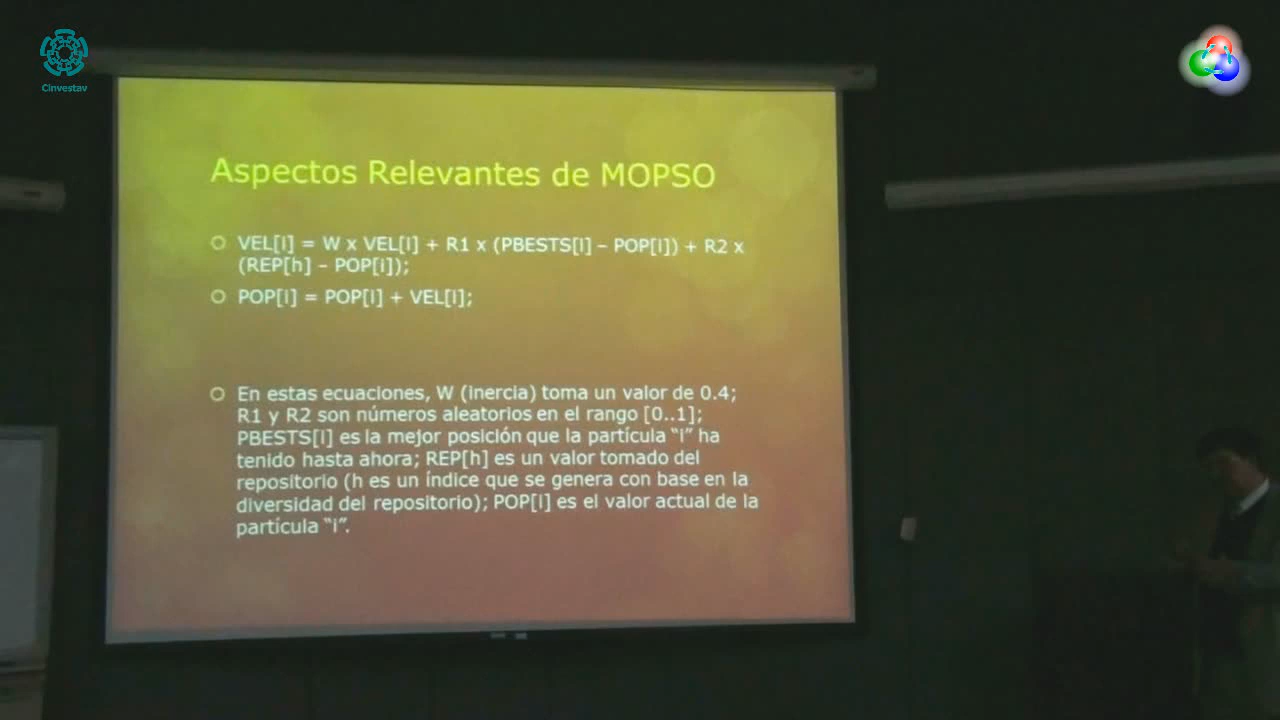 Cinvestav
Aspectos Relevantes de MOPSO
VEL[i] = W x VEL[i] + R1 x (PBESTS[i] – POP[i]) + R2 x
(REP[h] – POP[i]);
POP[i] = POP[i] + VEL[i];
En estas ecuaciones, W (inercia) toma un valor de 0.4;
R1 y R2 son números aleatorios en el rango [0..1];
PBESTS[i] es la mejor posición que la partícula “i” ha
tenido hasta ahora; REP[h] es un valor tomado del
repositorio (h es un índice que se genera con base en la
diversidad del repositorio); POP[i] es el valor actual de la
partícula “i”.